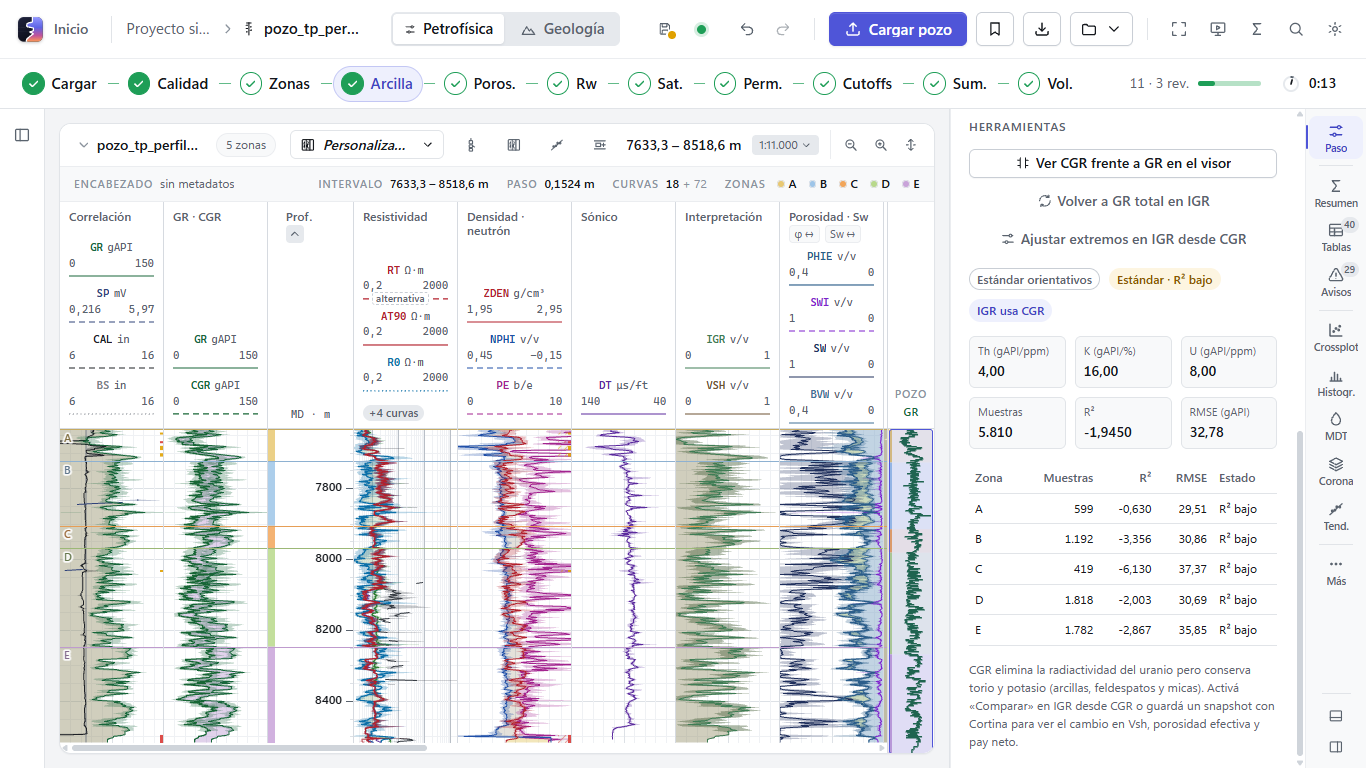 Inicio
Proyecto si...
pozo_tp_per...
Petrofísica
Geología
Cargar pozo
Cargar
Calidad
Zonas
Arcilla
Poros.
Rw
Sat.
Perm.
Cutoffs
Sum.
Vol.
11 · 3 rev.
0:13
pozo_tp_perfil...
5 zonas
Personaliza...
7633,3 – 8518,6 m
1:11.000
ENCABEZADO sin metadatos
INTERVALO 7633,3 – 8518,6 m
PASO 0,1524 m
CURVAS 18 + 72
ZONAS A B C D E
Correlación
GR gAPI
0 150
SP mV
0,216 5,97
CAL in
6 16
BS in
6 16
GR · CGR
GR gAPI
0 150
CGR gAPI
0 150
Prof.
MD · m
Resistividad
RT Ω·m
0,2 2000
alternativa
AT90 Ω·m
0,2 2000
R0 Ω·m
0,2 2000
+4 curvas
Densidad ·
neutrón
ZDEN g/cm³
1,95 2,95
NPHI v/v
0,45 −0,15
PE b/e
0 10
Sónico
DT µs/ft
140 40
Interpretación
IGR v/v
0 1
VSH v/v
0 1
Porosidad · Sw
φ ↔ Sw ↔
PHIE v/v
0,4 0
SWI v/v
1 0
SW v/v
1 0
BVW v/v
0,4 0
POZO
GR
A
B
C
D
E
7800
8000
8200
8400
HERRAMIENTAS
Ver CGR frente a GR en el visor
Volver a GR total en IGR
Ajustar extremos en IGR desde CGR
Estándar orientativos
Estándar · R² bajo
IGR usa CGR
Th (gAPI/ppm)
4,00
K (gAPI/%)
16,00
U (gAPI/ppm)
8,00
Muestras
5.810
R²
-1,9450
RMSE (gAPI)
32,78
Zona Muestras R² RMSE Estado
A 599 -0,630 29,51 R² bajo
B 1.192 -3,356 30,86 R² bajo
C 419 -6,130 37,37 R² bajo
D 1.818 -2,003 30,69 R² bajo
E 1.782 -2,867 35,85 R² bajo
CGR elimina la radiactividad del uranio pero conserva
torio y potasio (arcillas, feldespatos y micas). Activá
«Comparar» en IGR desde CGR o guardá un snapshot con
Cortina para ver el cambio en Vsh, porosidad efectiva y
pay neto.
Paso
Resumen
40
Tablas
29
Avisos
Crossplot
Histogr.
MDT
Corona
Tend.
Más